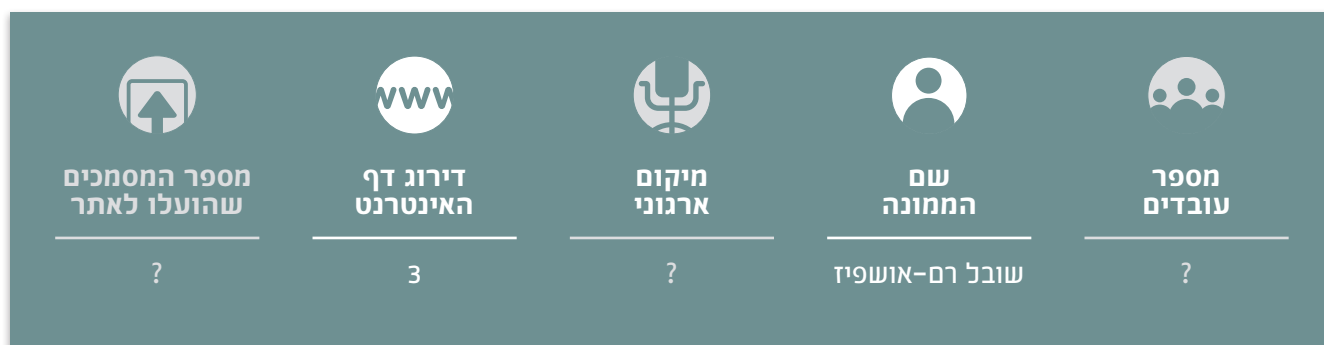 WWW
מספר
עובדים
?
שם
הממונה
שובל רם-אושפיז
מיקום
ארגוני
?
דירוג דף
האינטרנט
3
מספר המסמכים
שהועלו לאתר
?